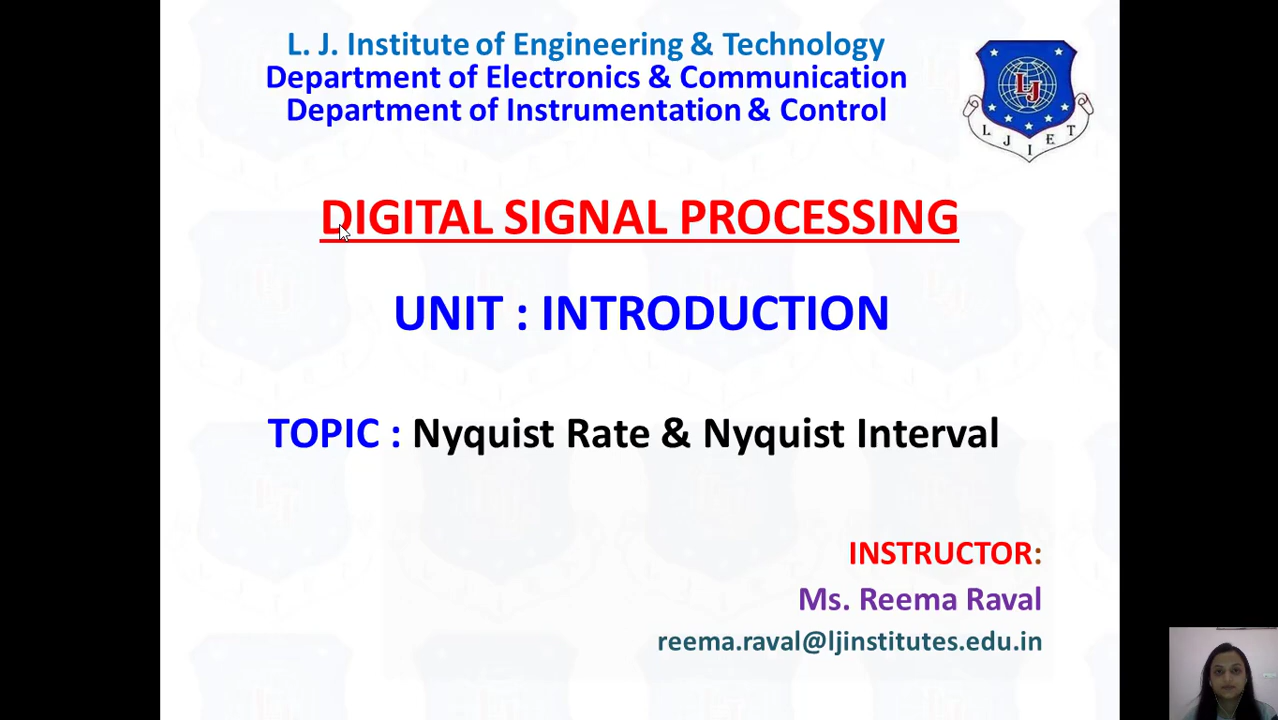 L. J. Institute of Engineering & Technology
Department of Electronics & Communication
Department of Instrumentation & Control
LJ
L J I E T
DIGITAL SIGNAL PROCESSING
UNIT : INTRODUCTION
TOPIC : Nyquist Rate & Nyquist Interval
INSTRUCTOR:
Ms. Reema Raval
reema.raval@ljinstitutes.edu.in